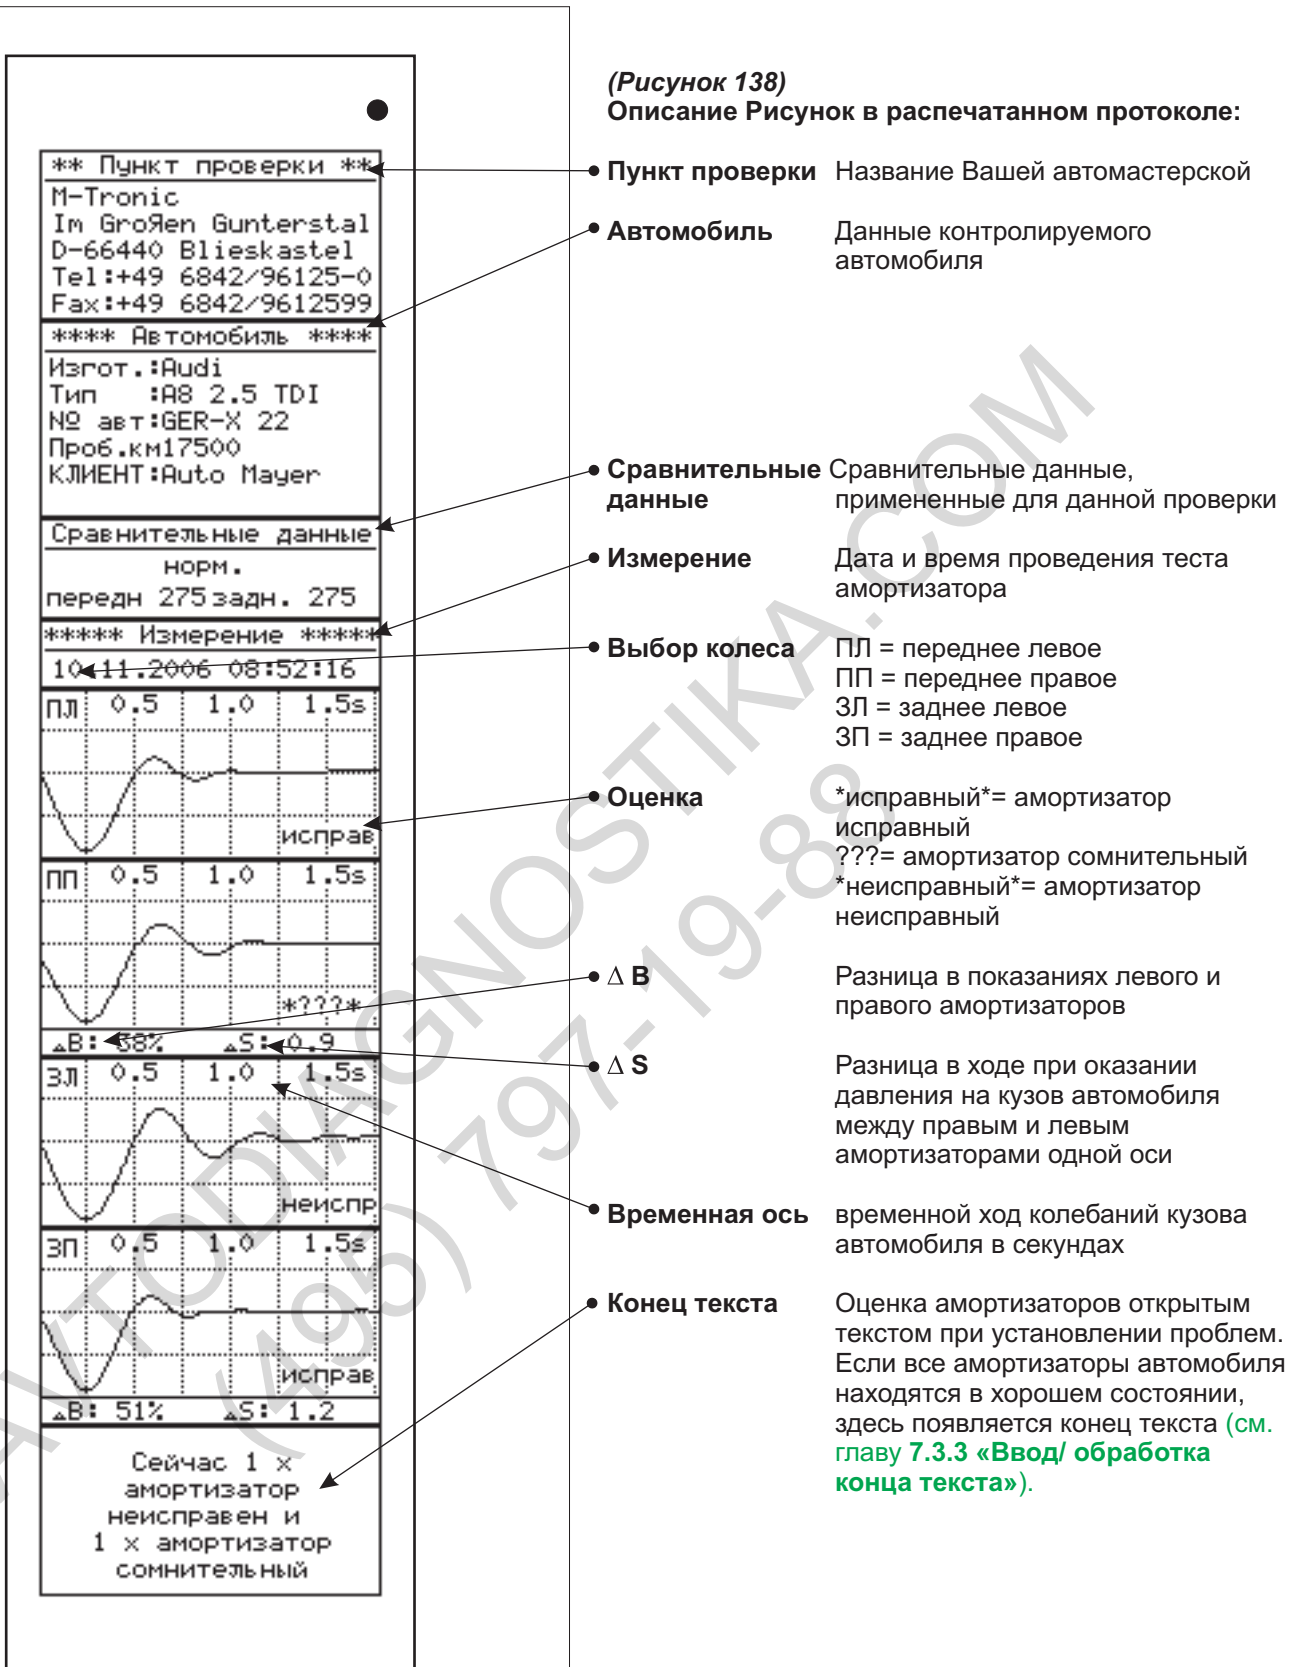 ** Пункт проверки **
M-Tronic
Im GroЯen Gunterstal
D-66440 Blieskastel
Tel:+49 6842/96125-0
Fax:+49 6842/9612599
**** Автомобиль ****
Изгот.:Audi
Тип :A8 2.5 TDI
№ авт:GER-X 22
Проб.км17500
КЛИЕНТ:Auto Mayer
Сравнительные данные
норм.
передн 275 задн. 275
***** Измерение *****
10.11.2006 08:52:16
ПЛ 0.5 1.0 1.5s
исправ
ПП 0.5 1.0 1.5s
*???*
▵B: 38% ▵S: 0.9
ЗЛ 0.5 1.0 1.5s
неиспр
ЗП 0.5 1.0 1.5s
исправ
▵B: 51% ▵S: 1.2
Сейчас 1 x
амортизатор
неисправен и
1 x амортизатор
сомнительный
(Рисунок 138)
Описание Рисунок в распечатанном протоколе:
Пункт проверки Название Вашей автомастерской
Автомобиль Данные контролируемого
автомобиля
Сравнительные Сравнительные данные,
данные примененные для данной проверки
Измерение Дата и время проведения теста
амортизатора
Выбор колеса ПЛ = переднее левое
ПП = переднее правое
ЗЛ = заднее левое
ЗП = заднее правое
Оценка *исправный*= амортизатор
исправный
???= амортизатор сомнительный
*неисправный*= амортизатор
неисправный
Δ B Разница в показаниях левого и
правого амортизаторов
Δ S Разница в ходе при оказании
давления на кузов автомобиля
между правым и левым
амортизаторами одной оси
Временная ось временной ход колебаний кузова
автомобиля в секундах
Конец текста Оценка амортизаторов открытым
текстом при установлении проблем.
Если все амортизаторы автомобиля
находятся в хорошем состоянии,
здесь появляется конец текста (см.
главу 7.3.3 «Ввод/ обработка
конца текста»).
AVTODIAGNOSTIKA.COM
(495) 797-19-88